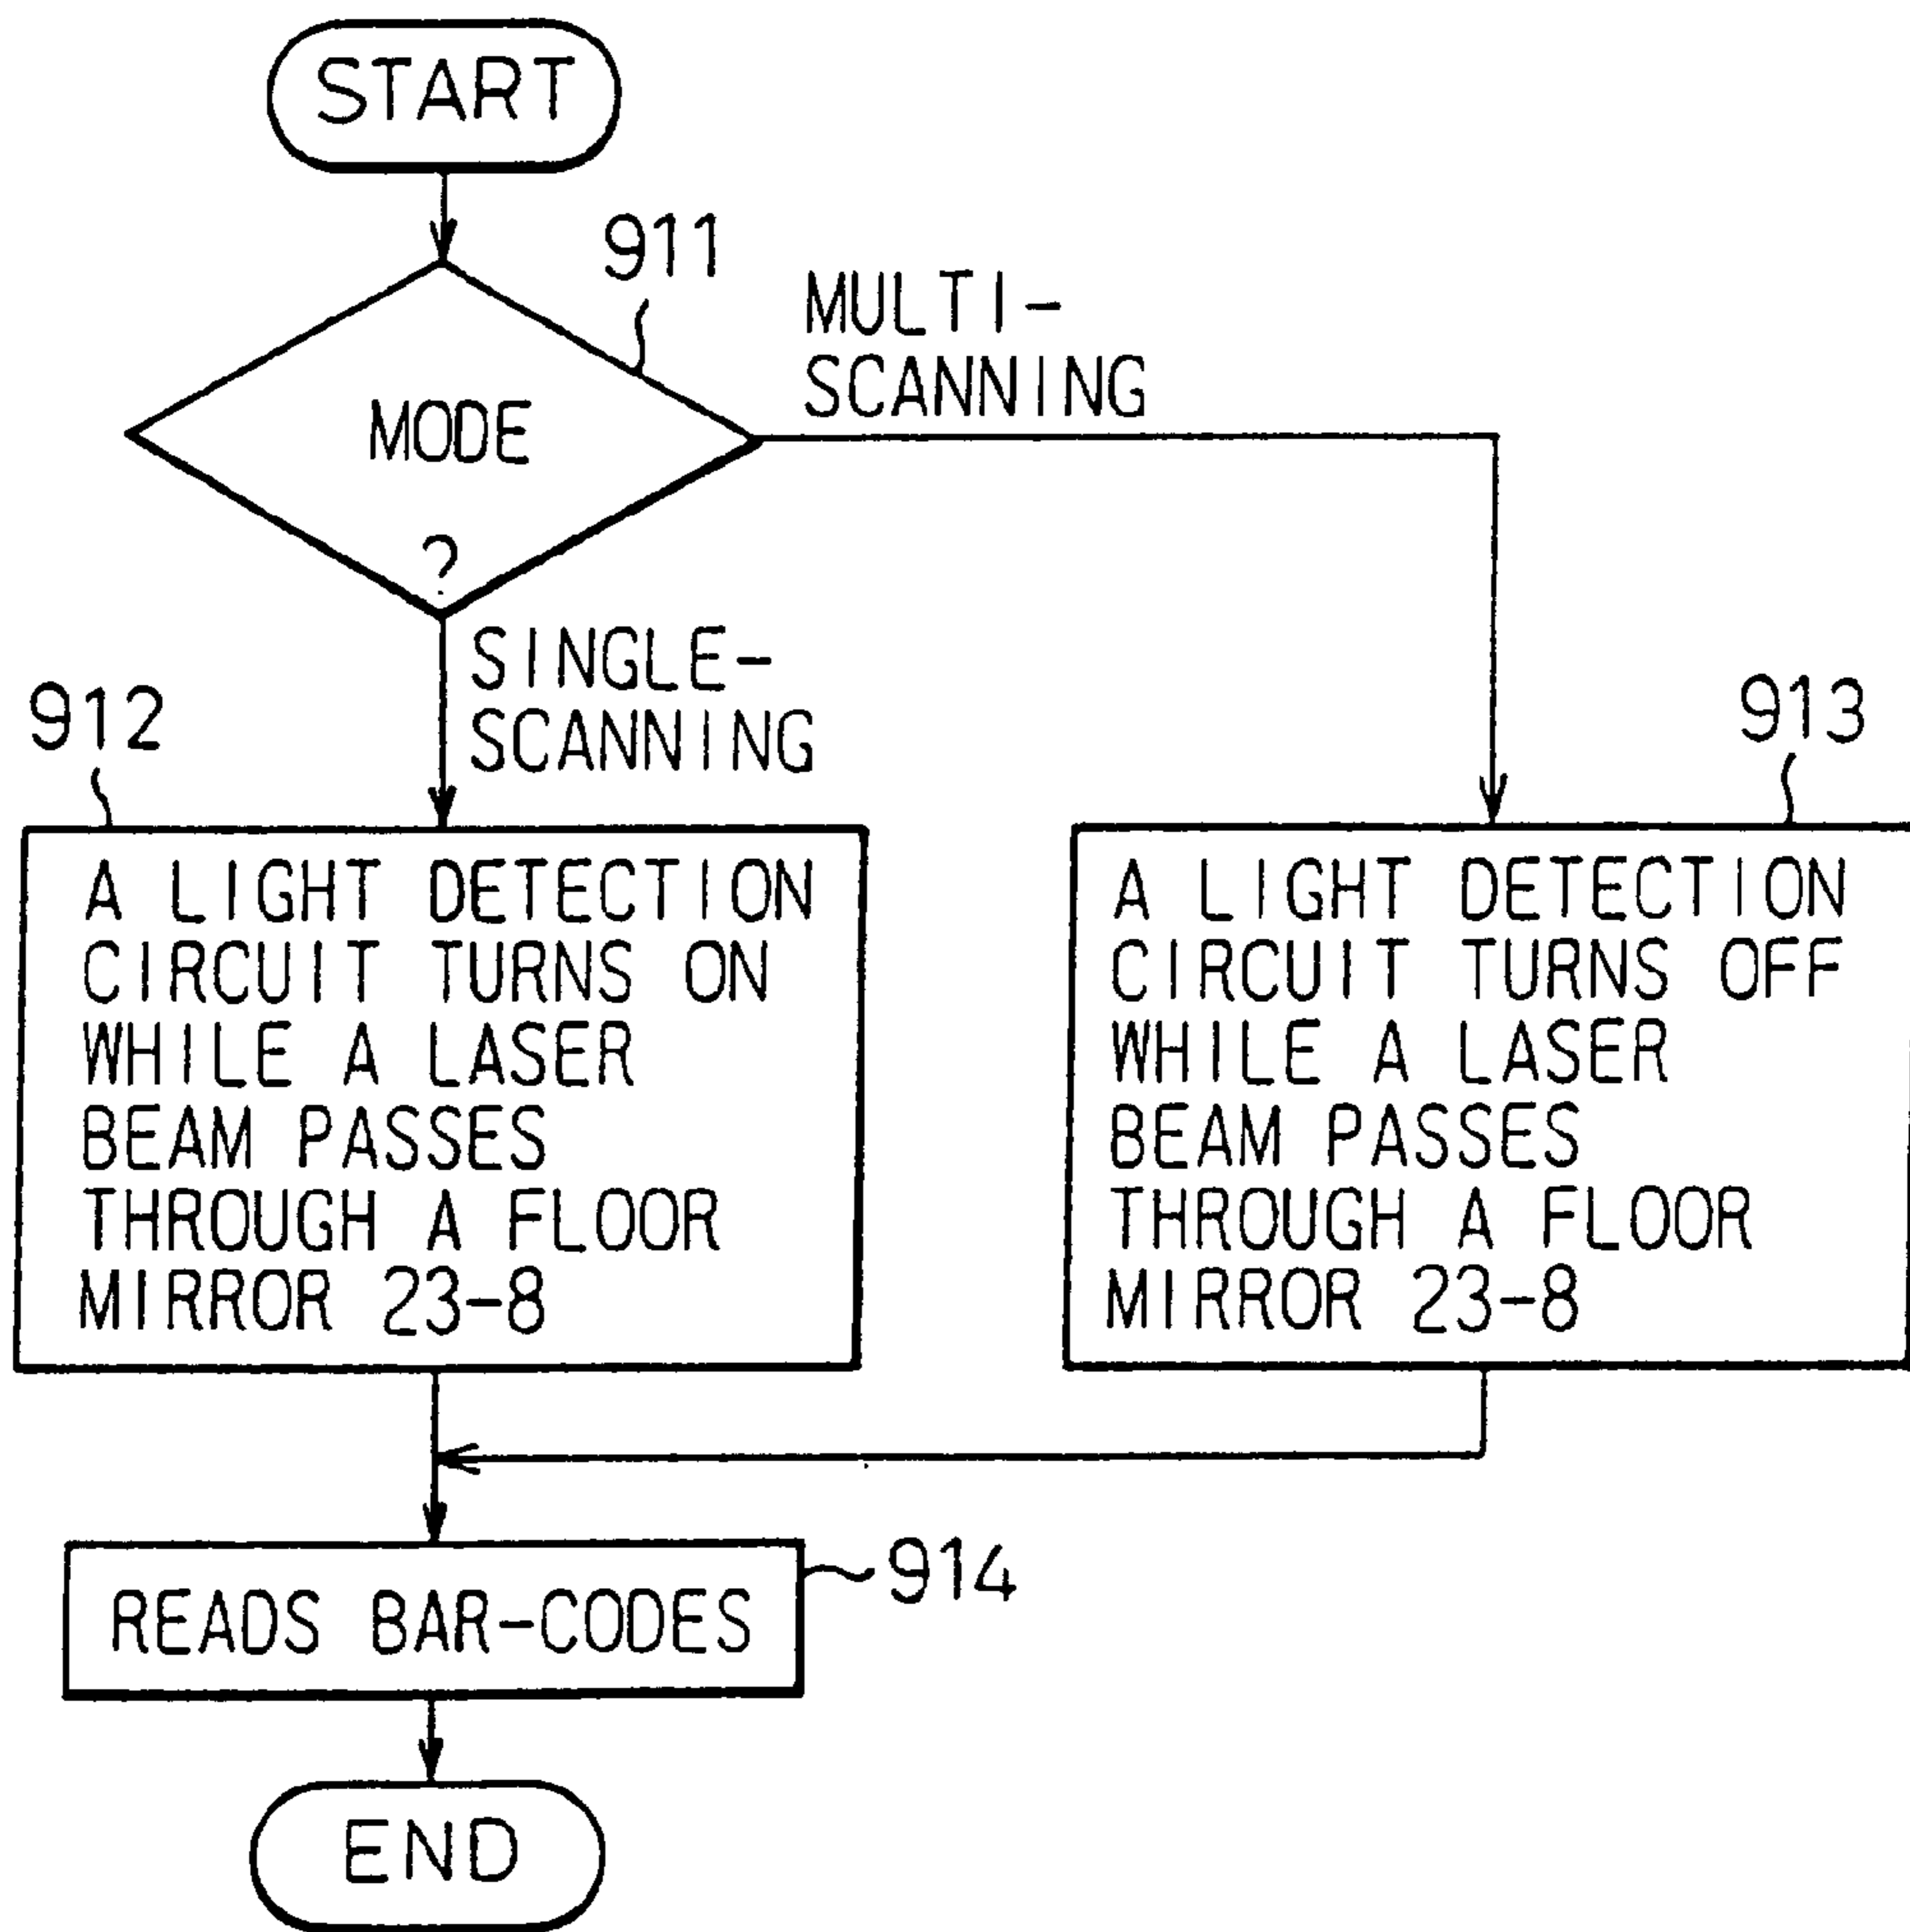 START
911
MULTI-
SCANNING
MODE
?
SINGLE-
SCANNING
912
913
A LIGHT DETECTION
CIRCUIT TURNS ON
WHILE A LASER
BEAM PASSES
THROUGH A FLOOR
MIRROR 23-8
A LIGHT DETECTION
CIRCUIT TURNS OFF
WHILE A LASER
BEAM PASSES
THROUGH A FLOOR
MIRROR 23-8
READS BAR-CODES
914
END